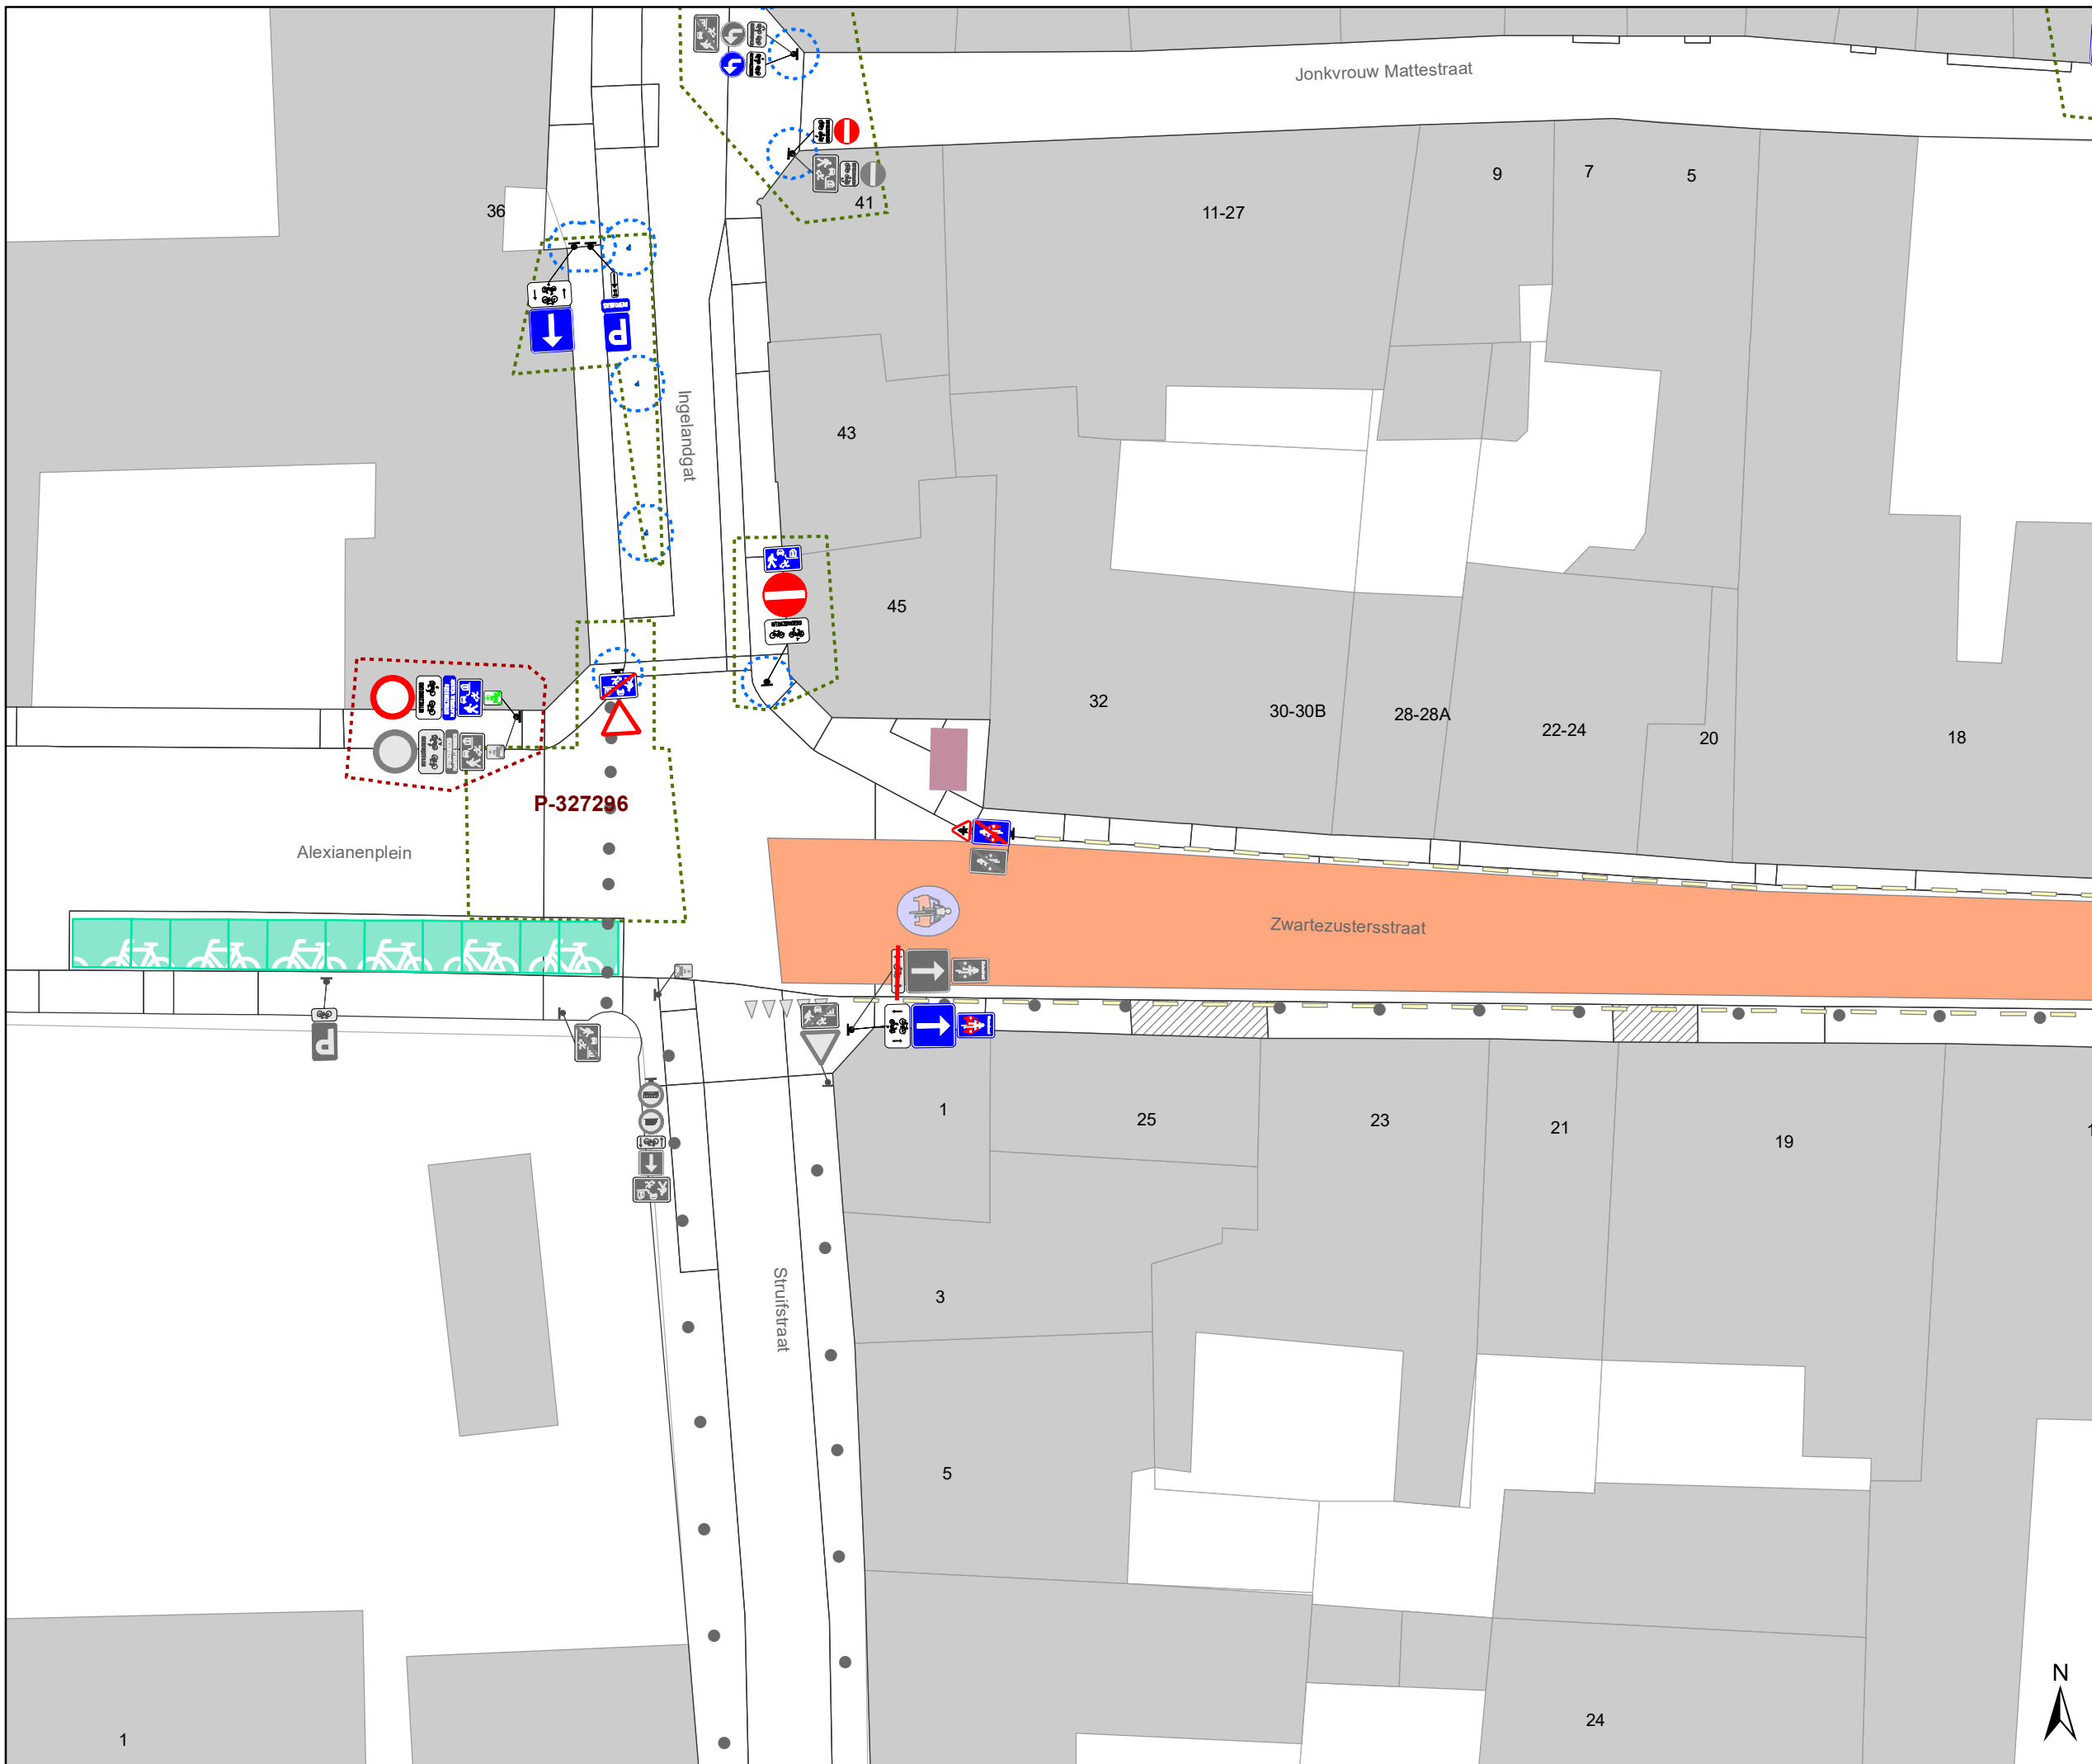 Jonkvrouw Mattestraat
9
7
5
36
41
11-27
P
Ingelandgat
43
45
32
30-30B
28-28A
22-24
20
18
P-327296
Alexianenplein
Zwartezustersstraat
P
1
25
23
21
19
Struifstraat
3
5
24
1
N